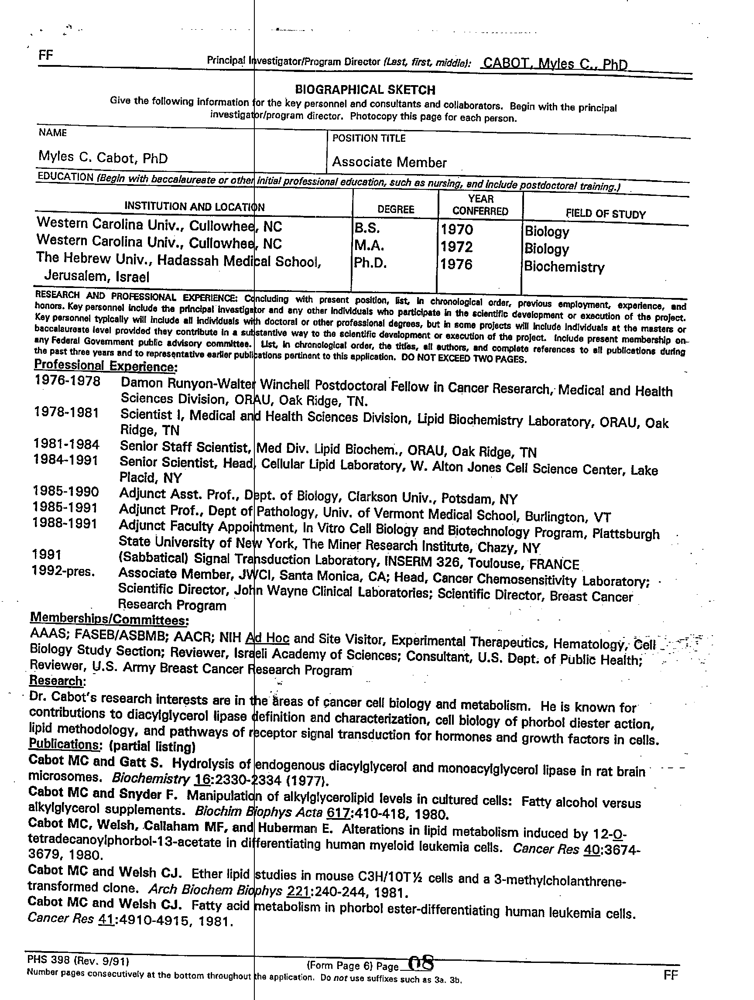 FF
Principal Investigator/Program Director (Last, first, middle): CABOT, Myles C., PhD
BIOGRAPHICAL SKETCH
Give the following information for the key personnel and consultants and collaborators. Begin with the principal
investigator/program director. Photocopy this page for each person.
NAME
POSITION TITLE
Myles C. Cabot, PhD
Associate Member
EDUCATION (Begin with baccalaureate or other initial professional education, such as nursing, and include postdoctoral training.)
INSTITUTION AND LOCATION
DEGREE
YEAR
CONFERRED
FIELD OF STUDY
Western Carolina Univ., Cullowhee, NC B.S. 1970 Biology
Western Carolina Univ., Cullowhee, NC M.A. 1972 Biology
The Hebrew Univ., Hadassah Medical School, Ph.D. 1976 Biochemistry
Jerusalem, Israel
RESEARCH AND PROFESSIONAL EXPERIENCE: Concluding with present position, list, in chronological order, previous employment, experience, and
honors. Key personnel include the principal investigator and any other individuals who participate in the scientific development or execution of the project.
Key personnel typically will include all individuals with doctoral or other professional degrees, but in some projects will include individuals at the masters or
baccalaureate level provided they contribute in a substantive way to the scientific development or execution of the project. Include present membership on
any Federal Government public advisory committee. List, in chronological order, the titles, all authors, and complete references to all publications during
the past three years and to representative earlier publications pertinent to this application. DO NOT EXCEED TWO PAGES.
Professional Experience:
1976-1978 Damon Runyon-Walter Winchell Postdoctoral Fellow in Cancer Reserarch, Medical and Health
Sciences Division, ORAU, Oak Ridge, TN.
1978-1981 Scientist I, Medical and Health Sciences Division, Lipid Biochemistry Laboratory, ORAU, Oak
Ridge, TN
1981-1984 Senior Staff Scientist, Med Div. Lipid Biochem., ORAU, Oak Ridge, TN
1984-1991 Senior Scientist, Head, Cellular Lipid Laboratory, W. Alton Jones Cell Science Center, Lake
Placid, NY
1985-1990 Adjunct Asst. Prof., Dept. of Biology, Clarkson Univ., Potsdam, NY
1985-1991 Adjunct Prof., Dept of Pathology, Univ. of Vermont Medical School, Burlington, VT
1988-1991 Adjunct Faculty Appointment, In Vitro Cell Biology and Biotechnology Program, Plattsburgh
State University of New York, The Miner Research Institute, Chazy, NY
1991 (Sabbatical) Signal Transduction Laboratory, INSERM 326, Toulouse, FRANCE
1992-pres. Associate Member, JWCI, Santa Monica, CA; Head, Cancer Chemosensitivity Laboratory;
Scientific Director, John Wayne Clinical Laboratories; Scientific Director, Breast Cancer
Research Program
Memberships/Committees:
AAAS; FASEB/ASBMB; AACR; NIH Ad Hoc and Site Visitor, Experimental Therapeutics, Hematology, Cell
Biology Study Section; Reviewer, Israeli Academy of Sciences; Consultant, U.S. Dept. of Public Health;
Reviewer, U.S. Army Breast Cancer Research Program
Research:
Dr. Cabot's research interests are in the areas of cancer cell biology and metabolism. He is known for
contributions to diacylglycerol lipase definition and characterization, cell biology of phorbol diester action,
lipid methodology, and pathways of receptor signal transduction for hormones and growth factors in cells.
Publications: (partial listing)
Cabot MC and Gatt S. Hydrolysis of endogenous diacylglycerol and monoacylglycerol lipase in rat brain
microsomes. Biochemistry 16:2330-2334 (1977).
Cabot MC and Snyder F. Manipulation of alkylglycerolipid levels in cultured cells: Fatty alcohol versus
alkylglycerol supplements. Biochim Biophys Acta 617:410-418, 1980.
Cabot MC, Welsh, Callaham MF, and Huberman E. Alterations in lipid metabolism induced by 12-O-
tetradecanoylphorbol-13-acetate in differentiating human myeloid leukemia cells. Cancer Res 40:3674-
3679, 1980.
Cabot MC and Welsh CJ. Ether lipid studies in mouse C3H/10T½ cells and a 3-methylcholanthrene-
transformed clone. Arch Biochem Biophys 221:240-244, 1981.
Cabot MC and Welsh CJ. Fatty acid metabolism in phorbol ester-differentiating human leukemia cells.
Cancer Res 41:4910-4915, 1981.
PHS 398 (Rev. 9/91) (Form Page 6) Page 08 FF
Number pages consecutively at the bottom throughout the application. Do not use suffixes such as 3a. 3b.